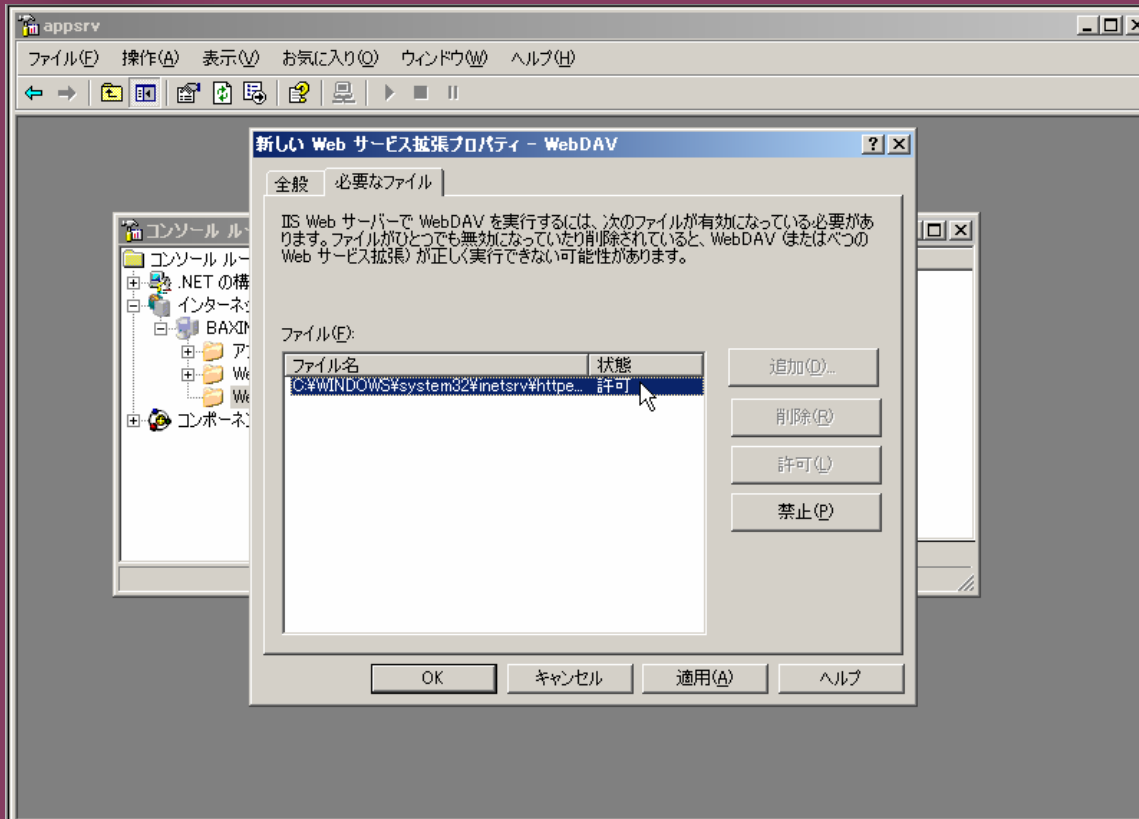 appsrv
ファイル(F) 操作(A) 表示(V) お気に入り(O) ウィンドウ(W) ヘルプ(H)
新しい Web サービス拡張プロパティ - WebDAV
全般 必要なファイル
IIS Web サーバーで WebDAV を実行するには、次のファイルが有効になっている必要があ
ります。ファイルがひとつでも無効になっていたり削除されていると、WebDAV (またはべつの
Web サービス拡張) が正しく実行できない可能性があります。
コンソール ル
コンソール ルー
.NET の構
インターネッ
BAXIN
ア
We
We
コンポーネ
ファイル(F):
ファイル名 状態
C:¥WINDOWS¥system32¥inetsrv¥httpe... 許可
追加(D)...
削除(R)
許可(L)
禁止(P)
OK キャンセル 適用(A) ヘルプ